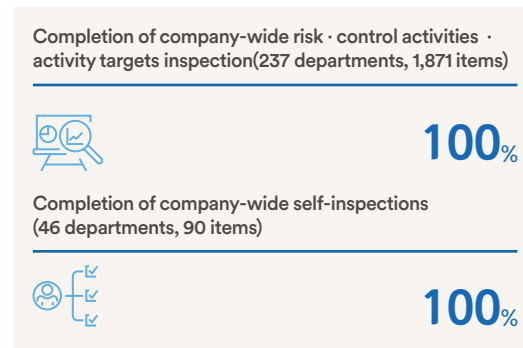 Completion of company-wide risk · control activities ·
activity targets inspection(237 departments, 1,871 items)
100%
Completion of company-wide self-inspections
(46 departments, 90 items)
100%